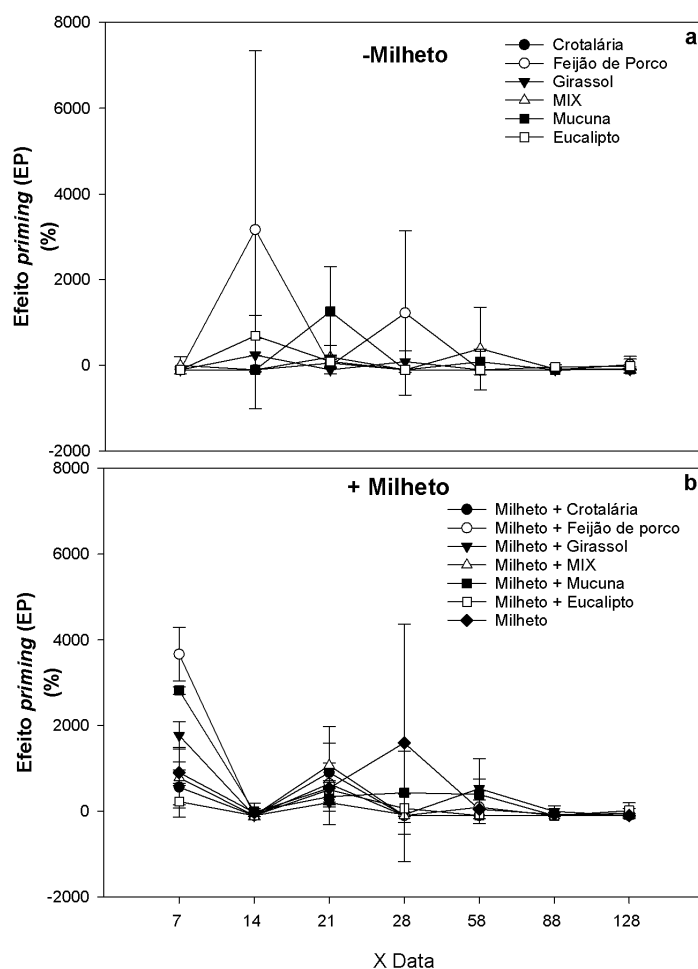 8000
6000
4000
2000
0
-2000
Efeito priming (EP)
(%)
-Milheto
a
Crotalária
Feijão de Porco
Girassol
MIX
Mucuna
Eucalipto
8000
6000
4000
2000
0
-2000
Efeito priming (EP)
(%)
+ Milheto
b
Milheto + Crotalária
Milheto + Feijão de porco
Milheto + Girassol
Milheto + MIX
Milheto + Mucuna
Milheto + Eucalipto
Milheto
7 14 21 28 58 88 128
X Data